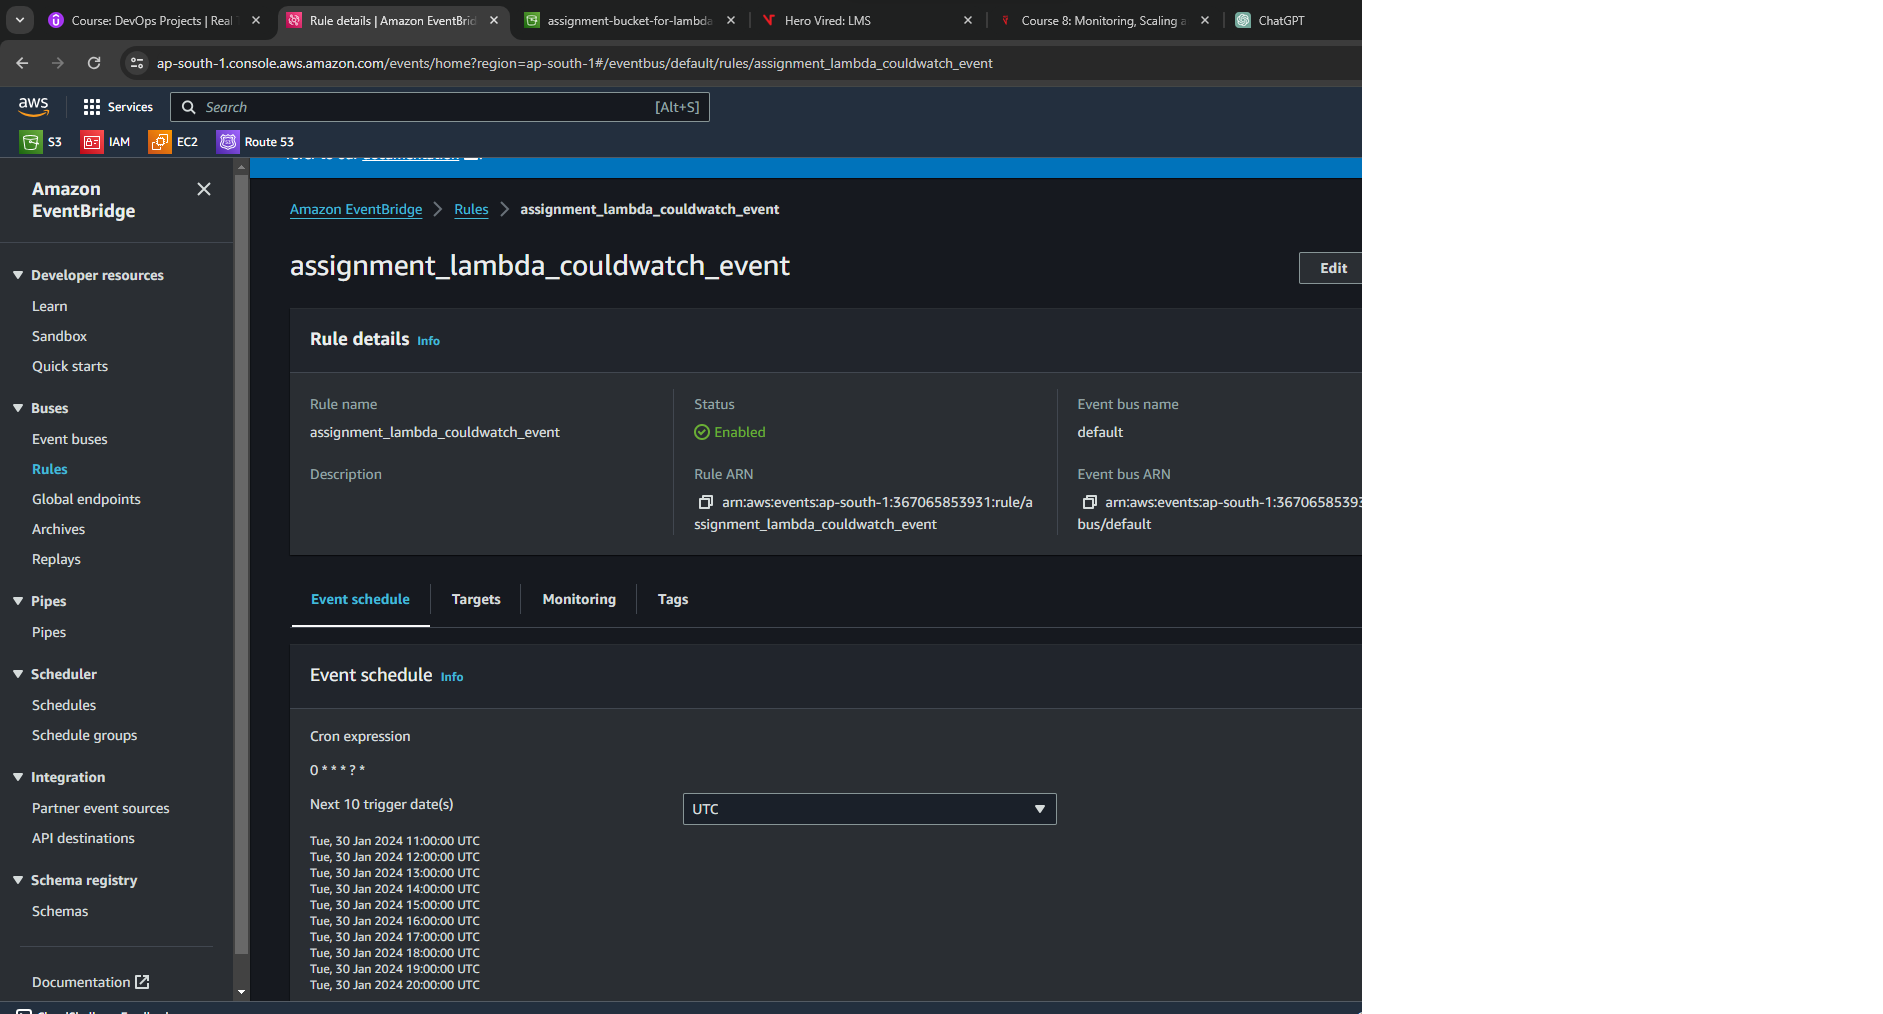 Course: DevOps Projects | Real
Rule details | Amazon EventBrid
assignment-bucket-for-lambda
Hero Vired: LMS
Course 8: Monitoring, Scaling a
ChatGPT
ap-south-1.console.aws.amazon.com/events/home?region=ap-south-1#/eventbus/default/rules/assignment_lambda_couldwatch_event
aws
Services
Search
[Alt+S]
S3
IAM
EC2
Route 53
Amazon
EventBridge
Developer resources
Learn
Sandbox
Quick starts
Buses
Event buses
Rules
Global endpoints
Archives
Replays
Pipes
Pipes
Scheduler
Schedules
Schedule groups
Integration
Partner event sources
API destinations
Schema registry
Schemas
Documentation
refer to our documentation
Amazon EventBridge
Rules
assignment_lambda_couldwatch_event
assignment_lambda_couldwatch_event
Edit
Rule details Info
Rule name
assignment_lambda_couldwatch_event
Description
Status
Enabled
Rule ARN
arn:aws:events:ap-south-1:367065853931:rule/a
ssignment_lambda_couldwatch_event
Event bus name
default
Event bus ARN
arn:aws:events:ap-south-1:36706585393
bus/default
Event schedule
Targets
Monitoring
Tags
Event schedule Info
Cron expression
0 * * * ? *
Next 10 trigger date(s)
UTC
Tue, 30 Jan 2024 11:00:00 UTC
Tue, 30 Jan 2024 12:00:00 UTC
Tue, 30 Jan 2024 13:00:00 UTC
Tue, 30 Jan 2024 14:00:00 UTC
Tue, 30 Jan 2024 15:00:00 UTC
Tue, 30 Jan 2024 16:00:00 UTC
Tue, 30 Jan 2024 17:00:00 UTC
Tue, 30 Jan 2024 18:00:00 UTC
Tue, 30 Jan 2024 19:00:00 UTC
Tue, 30 Jan 2024 20:00:00 UTC